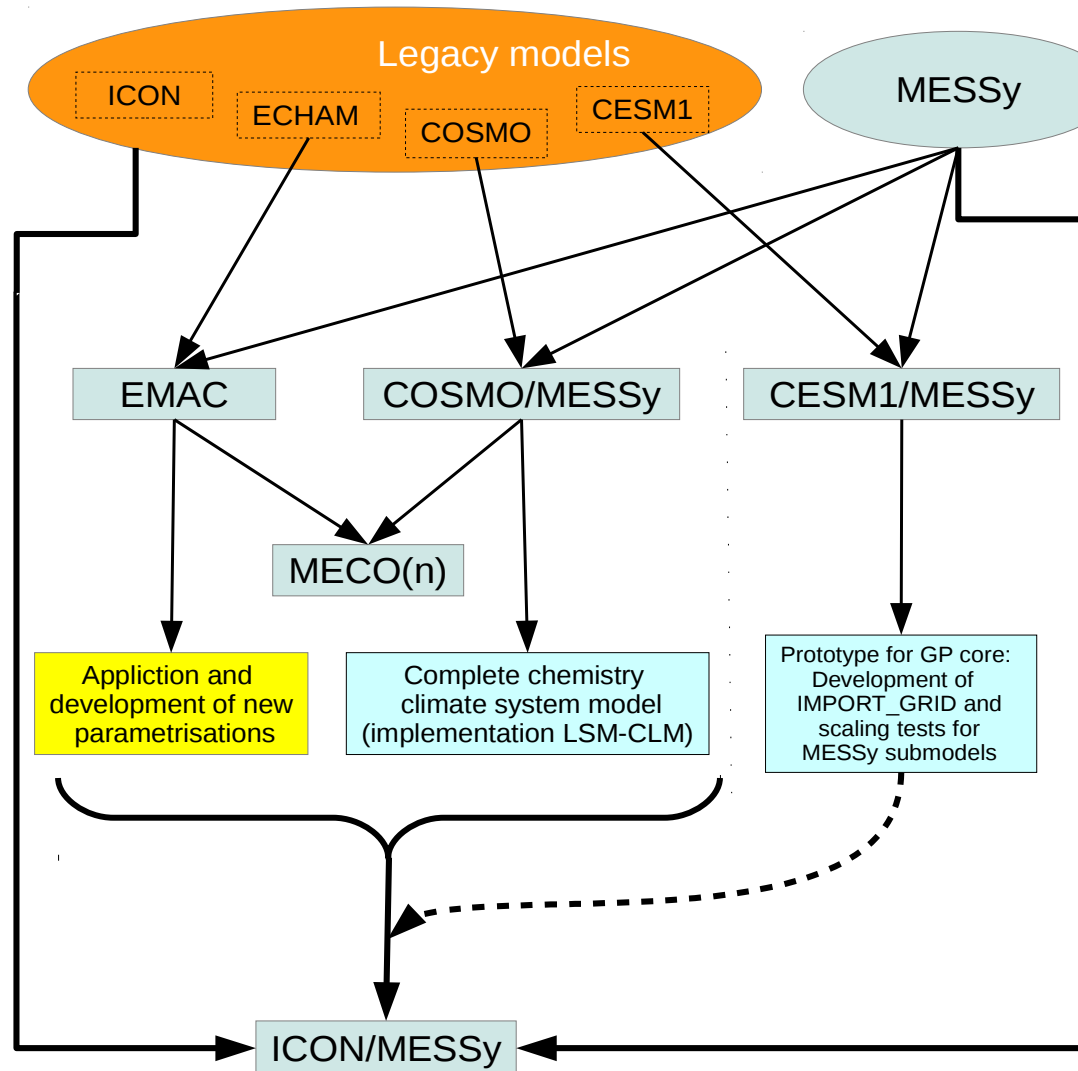 Legacy models
MESSy
ICON
ECHAM
COSMO
CESM1
EMAC
COSMO/MESSy
CESM1/MESSy
MECO(n)
Appliction and
development of new
parametrisations
Complete chemistry
climate system model
(implementation LSM-CLM)
Prototype for GP core:
Development of
IMPORT_GRID and
scaling tests for
MESSy submodels
ICON/MESSy